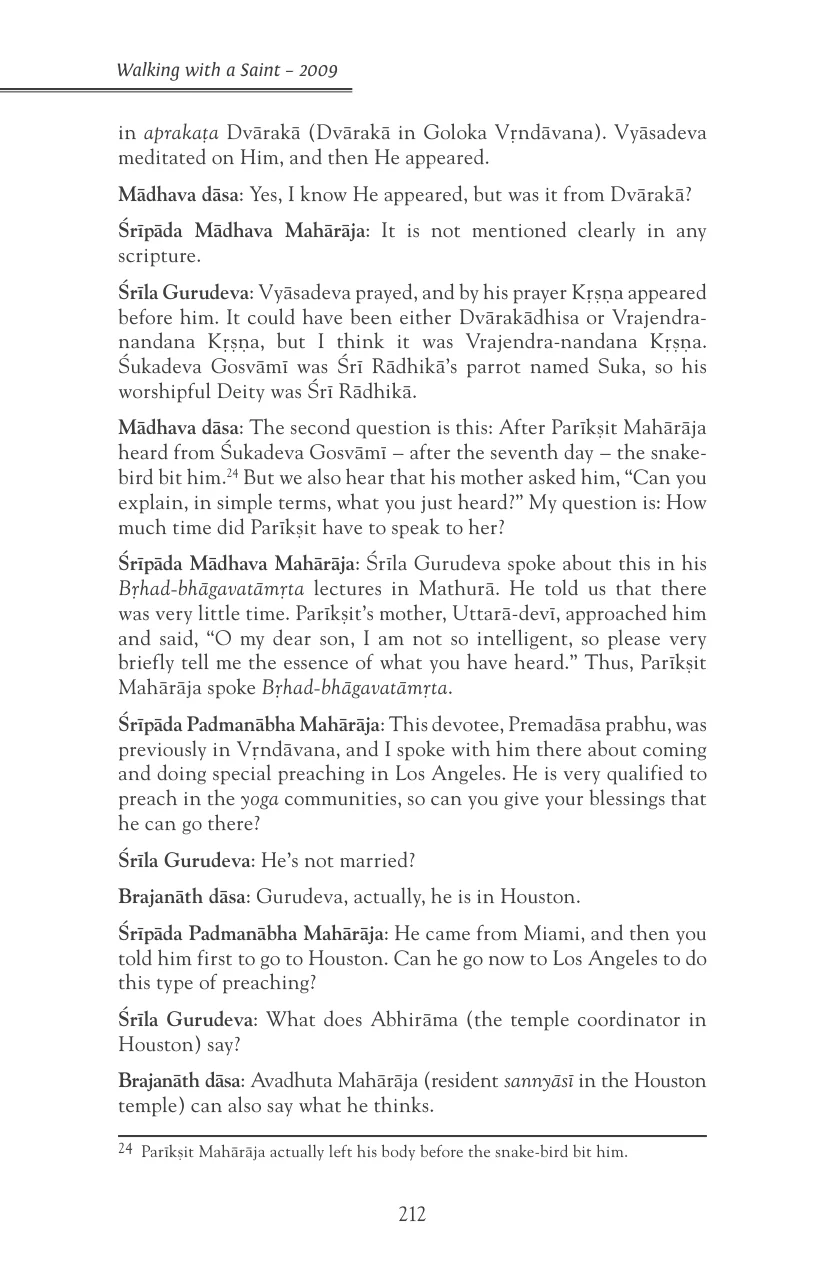 Walking with a Saint – 2009
in aprakaṭa Dvārakā (Dvārakā in Goloka Vṛndāvana). Vyāsadeva
meditated on Him, and then He appeared.
Mādhava dāsa: Yes, I know He appeared, but was it from Dvārakā?
Śrīpāda Mādhava Mahārāja: It is not mentioned clearly in any
scripture.
Śrīla Gurudeva: Vyāsadeva prayed, and by his prayer Kṛṣṇa appeared
before him. It could have been either Dvārakādhisa or Vrajendra-
nandana Kṛṣṇa, but I think it was Vrajendra-nandana Kṛṣṇa.
Śukadeva Gosvāmī was Śrī Rādhikā’s parrot named Suka, so his
worshipful Deity was Śrī Rādhikā.
Mādhava dāsa: The second question is this: After Parīkṣit Mahārāja
heard from Śukadeva Gosvāmī – after the seventh day – the snake-
bird bit him.24 But we also hear that his mother asked him, “Can you
explain, in simple terms, what you just heard?” My question is: How
much time did Parīkṣit have to speak to her?
Śrīpāda Mādhava Mahārāja: Śrīla Gurudeva spoke about this in his
Bṛhad-bhāgavatāmṛta lectures in Mathurā. He told us that there
was very little time. Parīkṣit’s mother, Uttarā-devī, approached him
and said, “O my dear son, I am not so intelligent, so please very
briefly tell me the essence of what you have heard.” Thus, Parīkṣit
Mahārāja spoke Bṛhad-bhāgavatāmṛta.
Śrīpāda Padmanābha Mahārāja: This devotee, Premadāsa prabhu, was
previously in Vṛndāvana, and I spoke with him there about coming
and doing special preaching in Los Angeles. He is very qualified to
preach in the yoga communities, so can you give your blessings that
he can go there?
Śrīla Gurudeva: He’s not married?
Brajanāth dāsa: Gurudeva, actually, he is in Houston.
Śrīpāda Padmanābha Mahārāja: He came from Miami, and then you
told him first to go to Houston. Can he go now to Los Angeles to do
this type of preaching?
Śrīla Gurudeva: What does Abhirāma (the temple coordinator in
Houston) say?
Brajanāth dāsa: Avadhuta Mahārāja (resident sannyāsī in the Houston
temple) can also say what he thinks.
24 Parīkṣit Mahārāja actually left his body before the snake-bird bit him.
212